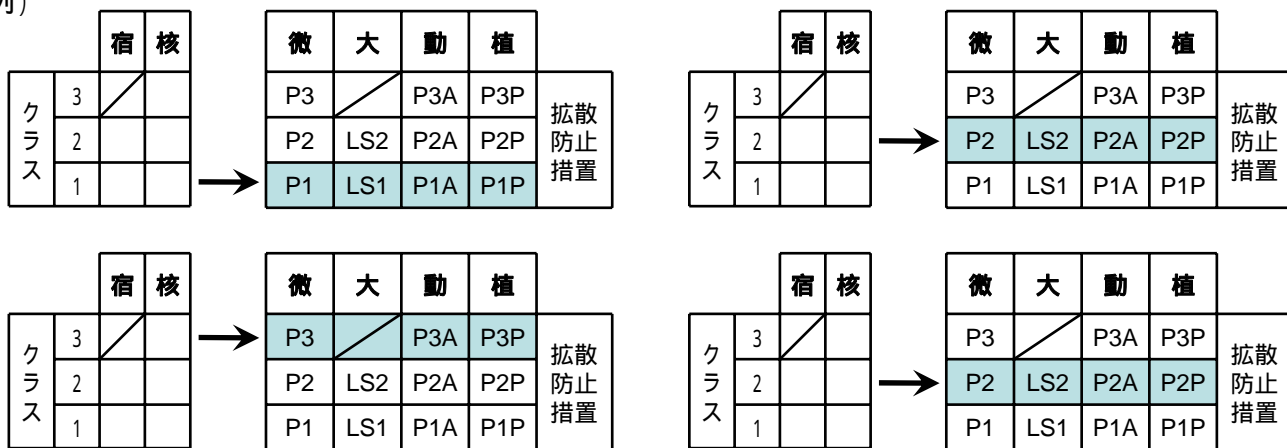 列)
宿 核 微 大 動 植 宿 核 微 大 動 植
クラス 3 P3 P3A P3P 拡散防止措置 クラス 3 P3 P3A P3P 拡散防止措置
2 P2 LS2 P2A P2P 2 P2 LS2 P2A P2P
1 P1 LS1 P1A P1P 1 P1 LS1 P1A P1P
宿 核 微 大 動 植 宿 核 微 大 動 植
クラス 3 P3 P3A P3P 拡散防止措置 クラス 3 P3 P3A P3P 拡散防止措置
2 P2 LS2 P2A P2P 2 P2 LS2 P2A P2P
1 P1 LS1 P1A P1P 1 P1 LS1 P1A P1P